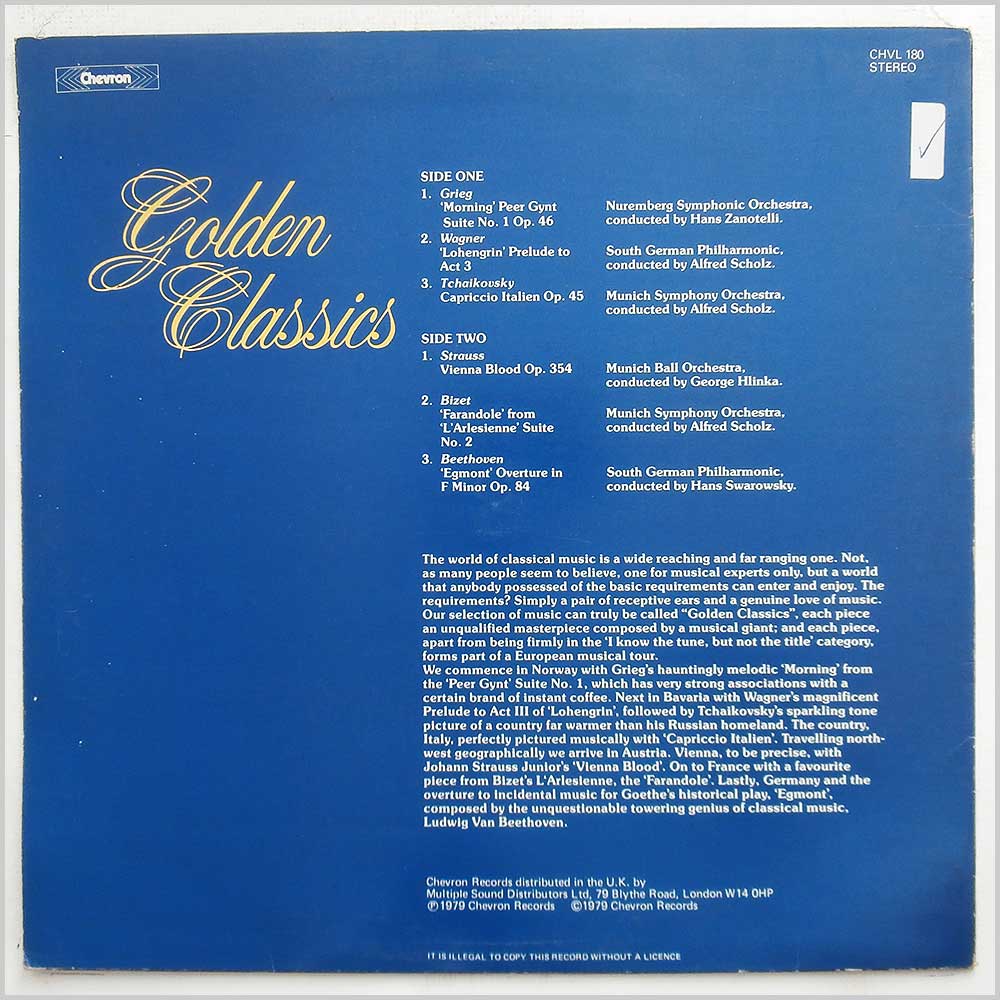 Chevron
CHVL 180
STEREO
Golden
Classics
SIDE ONE
1. Grieg
'Morning' Peer Gynt
Suite No. 1 Op. 46
Nuremberg Symphonic Orchestra,
conducted by Hans Zanotelli.
2. Wagner
'Lohengrin' Prelude to
Act 3
South German Philharmonic,
conducted by Alfred Scholz.
3. Tchaikovsky
Capriccio Italien Op. 45
Munich Symphony Orchestra,
conducted by Alfred Scholz.
SIDE TWO
1. Strauss
Vienna Blood Op. 354
Munich Ball Orchestra,
conducted by George Hlinka.
2. Bizet
'Farandole' from
'L'Arlesienne' Suite
No. 2
Munich Symphony Orchestra,
conducted by Alfred Scholz.
3. Beethoven
'Egmont' Overture in
F Minor Op. 84
South German Philharmonic,
conducted by Hans Swarowsky.
The world of classical music is a wide reaching and far ranging one. Not,
as many people seem to believe, one for musical experts only, but a world
that anybody possessed of the basic requirements can enter and enjoy. The
requirements? Simply a pair of receptive ears and a genuine love of music.
Our selection of music can truly be called "Golden Classics", each piece
an unqualified masterpiece composed by a musical giant; and each piece,
apart from being firmly in the 'I know the tune, but not the title' category,
forms part of a European musical tour.
We commence in Norway with Grieg's hauntingly melodic 'Morning' from
the 'Peer Gynt' Suite No. 1, which has very strong associations with a
certain brand of instant coffee. Next in Bavaria with Wagner's magnificent
Prelude to Act III of 'Lohengrin', followed by Tchaikovsky's sparkling tone
picture of a country far warmer than his Russian homeland. The country,
Italy, perfectly pictured musically with 'Capriccio Italien'. Travelling north-
west geographically we arrive in Austria. Vienna, to be precise, with
Johann Strauss Junior's 'Vienna Blood'. On to France with a favourite
piece from Bizet's L'Arlesienne, the 'Farandole'. Lastly, Germany and the
overture to incidental music for Goethe's historical play, 'Egmont',
composed by the unquestionable towering genius of classical music,
Ludwig Van Beethoven.
Chevron Records distributed in the U.K. by
Multiple Sound Distributors Ltd, 79 Blythe Road, London W14 0HP
℗1979 Chevron Records ©1979 Chevron Records
IT IS ILLEGAL TO COPY THIS RECORD WITHOUT A LICENCE